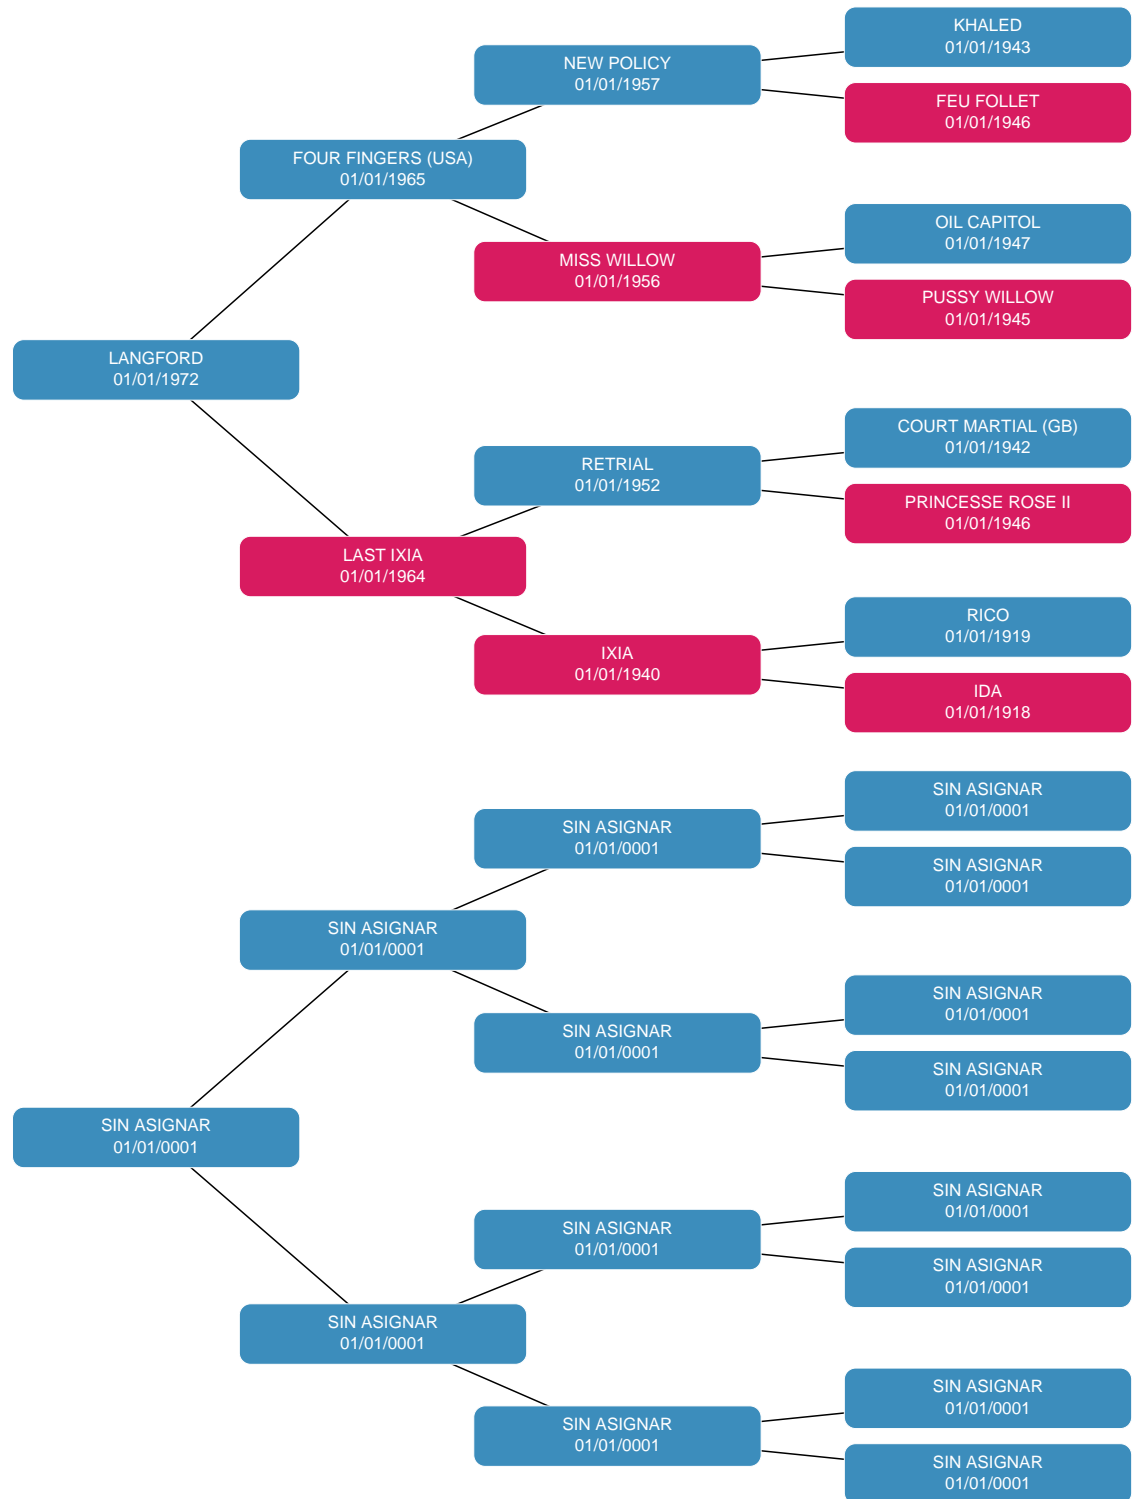 KHALED
01/01/1943
NEW POLICY
01/01/1957
FEU FOLLET
01/01/1946
FOUR FINGERS (USA)
01/01/1965
OIL CAPITOL
01/01/1947
MISS WILLOW
01/01/1956
PUSSY WILLOW
01/01/1945
LANGFORD
01/01/1972
COURT MARTIAL (GB)
01/01/1942
RETRIAL
01/01/1952
PRINCESSE ROSE II
01/01/1946
LAST IXIA
01/01/1964
RICO
01/01/1919
IXIA
01/01/1940
IDA
01/01/1918
SIN ASIGNAR
01/01/0001
SIN ASIGNAR
01/01/0001
SIN ASIGNAR
01/01/0001
SIN ASIGNAR
01/01/0001
SIN ASIGNAR
01/01/0001
SIN ASIGNAR
01/01/0001
SIN ASIGNAR
01/01/0001
SIN ASIGNAR
01/01/0001
SIN ASIGNAR
01/01/0001
SIN ASIGNAR
01/01/0001
SIN ASIGNAR
01/01/0001
SIN ASIGNAR
01/01/0001
SIN ASIGNAR
01/01/0001
SIN ASIGNAR
01/01/0001
SIN ASIGNAR
01/01/0001